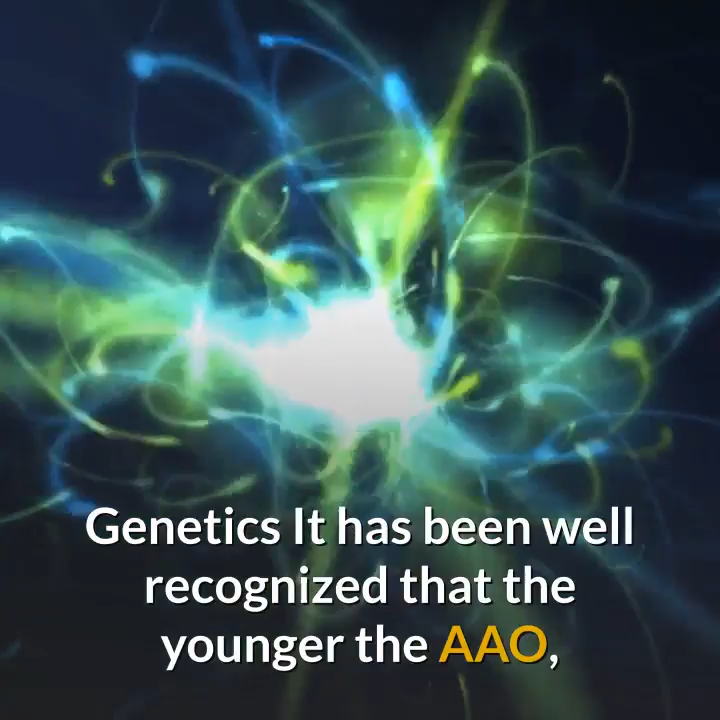 Genetics It has been well
recognized that the
younger the AAO,